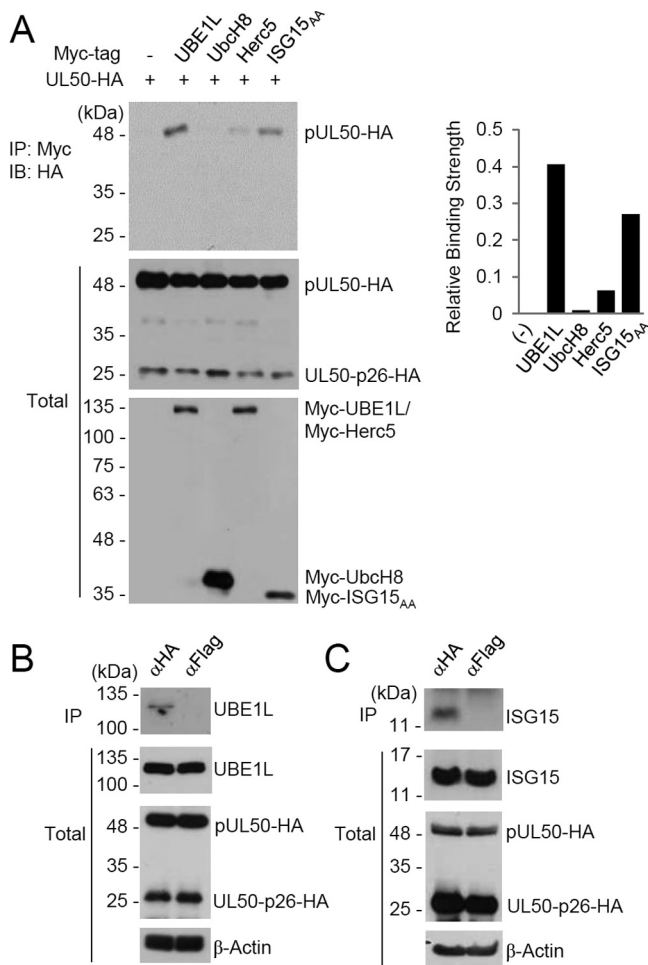 A
Myc-tag - UBE1L UbcH8 Herc5 ISG15AA
UL50-HA + + + + +
(kDa)
IP: Myc
IB: HA
48 -
35 -
25 -
pUL50-HA
Total
48 -
35 -
25 -
pUL50-HA
UL50-p26-HA
135 -
100 -
75 -
63 -
48 -
35 -
Myc-UBE1L/
Myc-Herc5
Myc-UbcH8
Myc-ISG15AA
Relative Binding Strength
0.5
0.4
0.3
0.2
0.1
0
(-) UBE1L UbcH8 Herc5 ISG15AA
B
(kDa) αHA αFlag
IP
135 -
100 -
UBE1L
Total
135 -
100 -
UBE1L
48 -
35 -
25 -
pUL50-HA
UL50-p26-HA
β-Actin
C
(kDa) αHA αFlag
IP
11 -
ISG15
Total
17 -
11 -
ISG15
48 -
35 -
25 -
pUL50-HA
UL50-p26-HA
β-Actin